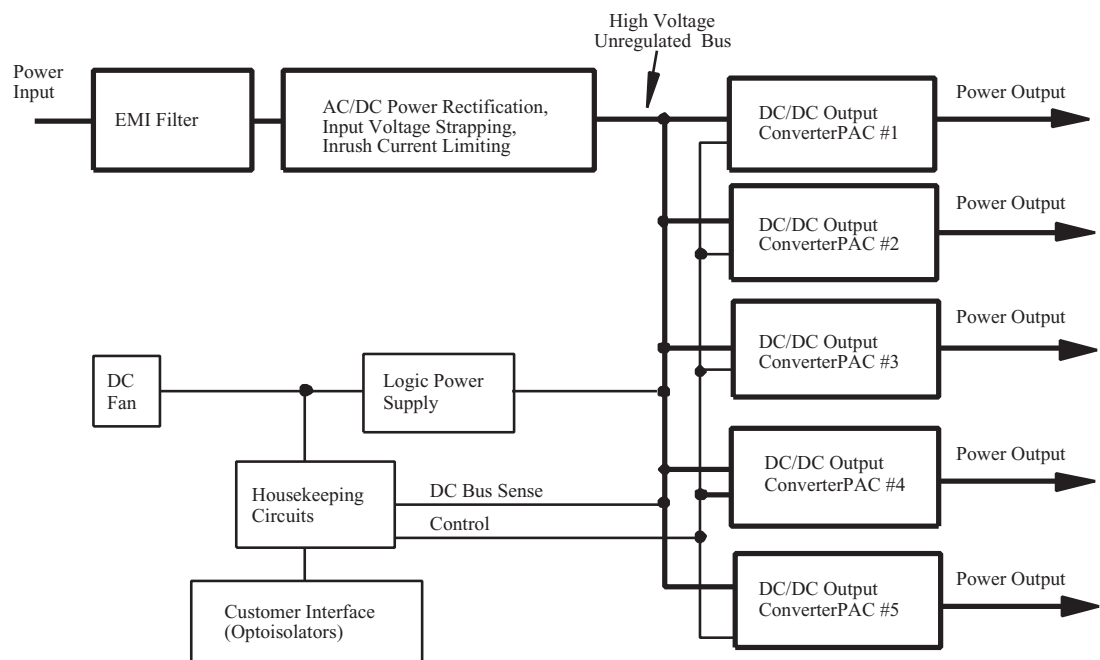 High Voltage
Unregulated Bus
Power
Input
EMI Filter
AC/DC Power Rectification,
Input Voltage Strapping,
Inrush Current Limiting
DC/DC Output
ConverterPAC #1
Power Output
DC/DC Output
ConverterPAC #2
Power Output
DC/DC Output
ConverterPAC #3
Power Output
DC
Fan
Logic Power
Supply
DC/DC Output
ConverterPAC #4
Power Output
Housekeeping
Circuits
DC Bus Sense
Control
DC/DC Output
ConverterPAC #5
Power Output
Customer Interface
(Optoisolators)